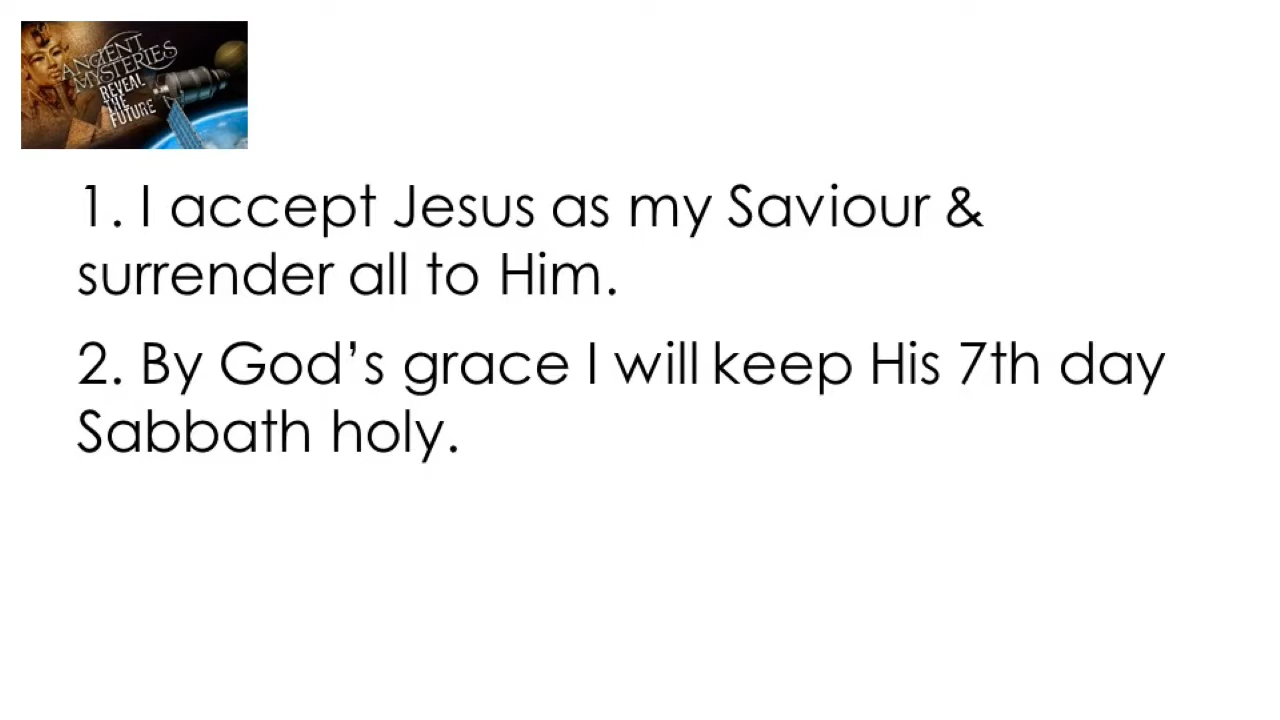 ANCIENT
MYSTERIES
REVEAL
THE
FUTURE
1. I accept Jesus as my Saviour &
surrender all to Him.
2. By God’s grace I will keep His 7th day
Sabbath holy.